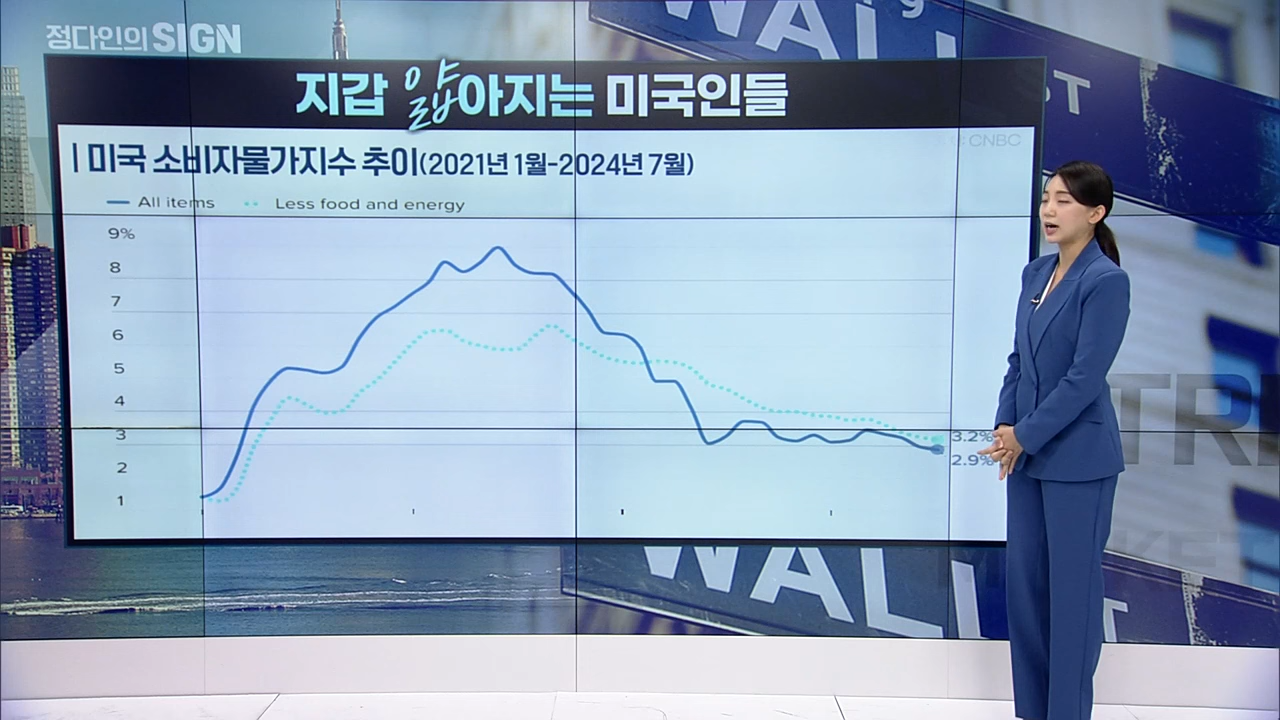 정다인의 SIGN
지갑 얇아지는 미국인들
CNBC
| 미국 소비자물가지수 추이(2021년 1월-2024년 7월)
All items Less food and energy
9%
8
7
6
5
4
3
2
1
3.2%
2.9%
WALL ST
WALL ST